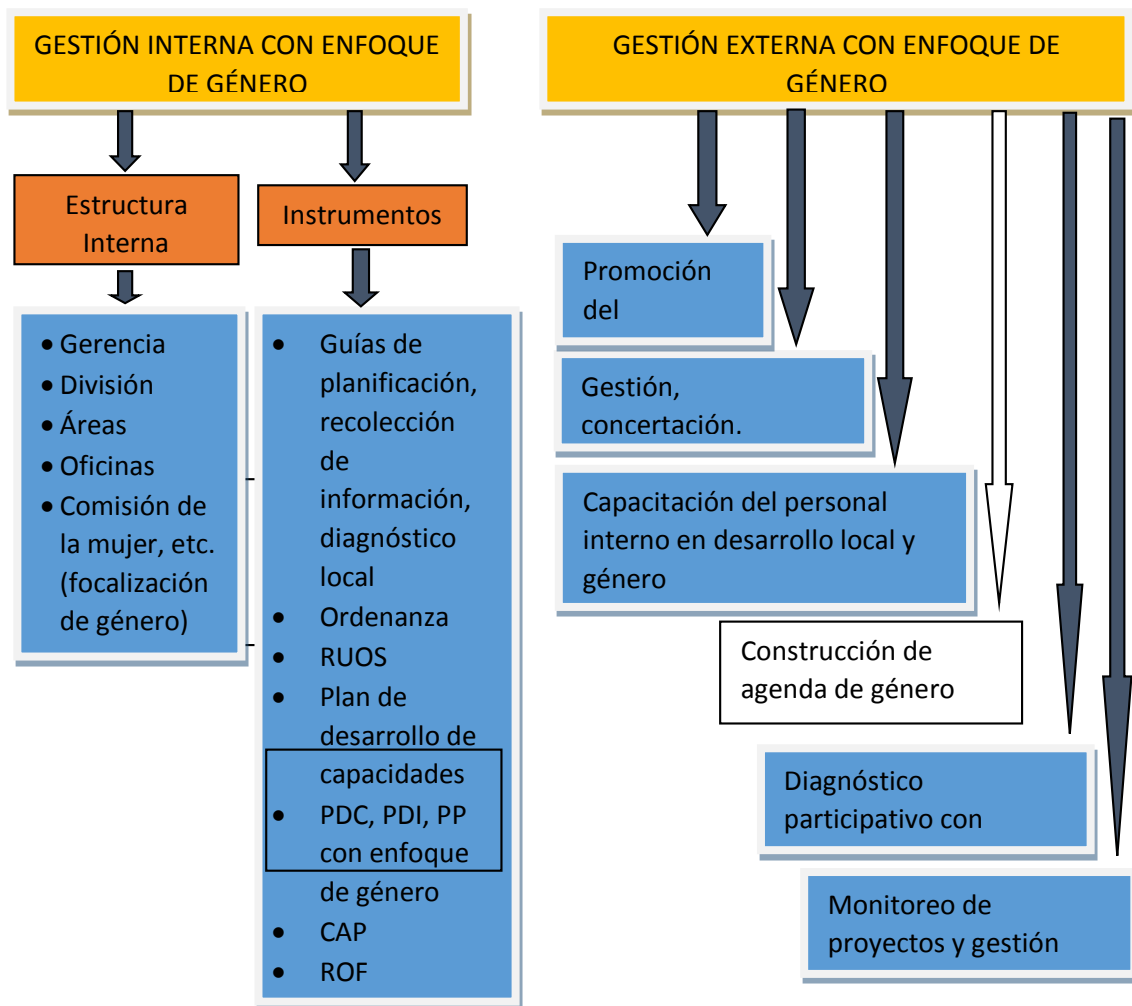 GESTIÓN INTERNA CON ENFOQUE
DE GÉNERO
Estructura
Interna
Instrumentos
• Gerencia
• División
• Áreas
• Oficinas
• Comisión de
la mujer, etc.
(focalización
de género)
• Guías de
planificación,
recolección
de
información,
diagnóstico
local
• Ordenanza
• RUOS
• Plan de
desarrollo de
capacidades
• PDC, PDI, PP
con enfoque
de género
• CAP
• ROF
GESTIÓN EXTERNA CON ENFOQUE DE
GÉNERO
Promoción
del
Gestión,
concertación.
Capacitación del personal
interno en desarrollo local y
género
Construcción de
agenda de género
Diagnóstico
participativo con
Monitoreo de
proyectos y gestión